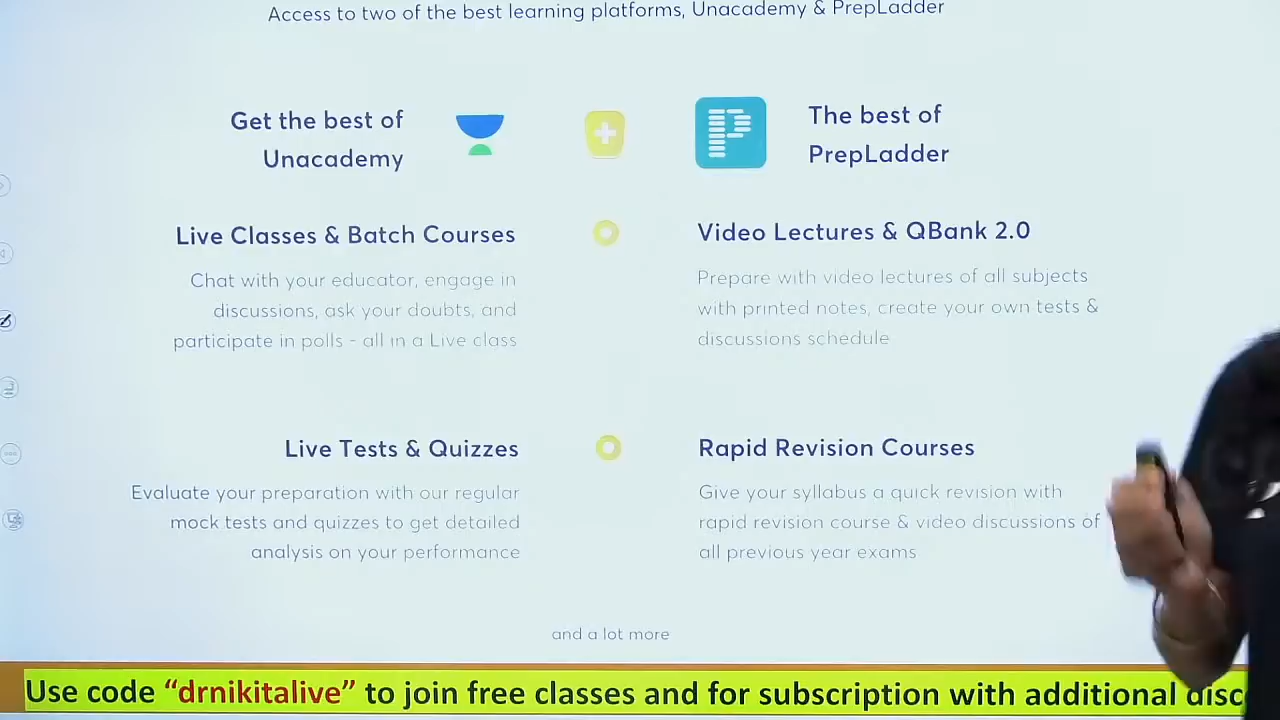 Access to two of the best learning platforms, Unacademy & PrepLadder
Get the best of
Unacademy
The best of
PrepLadder
Live Classes & Batch Courses
Chat with your educator, engage in
discussions, ask your doubts, and
participate in polls - all in a Live class
Video Lectures & QBank 2.0
Prepare with video lectures of all subjects
with printed notes, create your own tests &
discussions schedule
Live Tests & Quizzes
Evaluate your preparation with our regular
mock tests and quizzes to get detailed
analysis on your performance
Rapid Revision Courses
Give your syllabus a quick revision with
rapid revision course & video discussions of
all previous year exams
and a lot more
Use code “drnikitalive” to join free classes and for subscription with additional disc